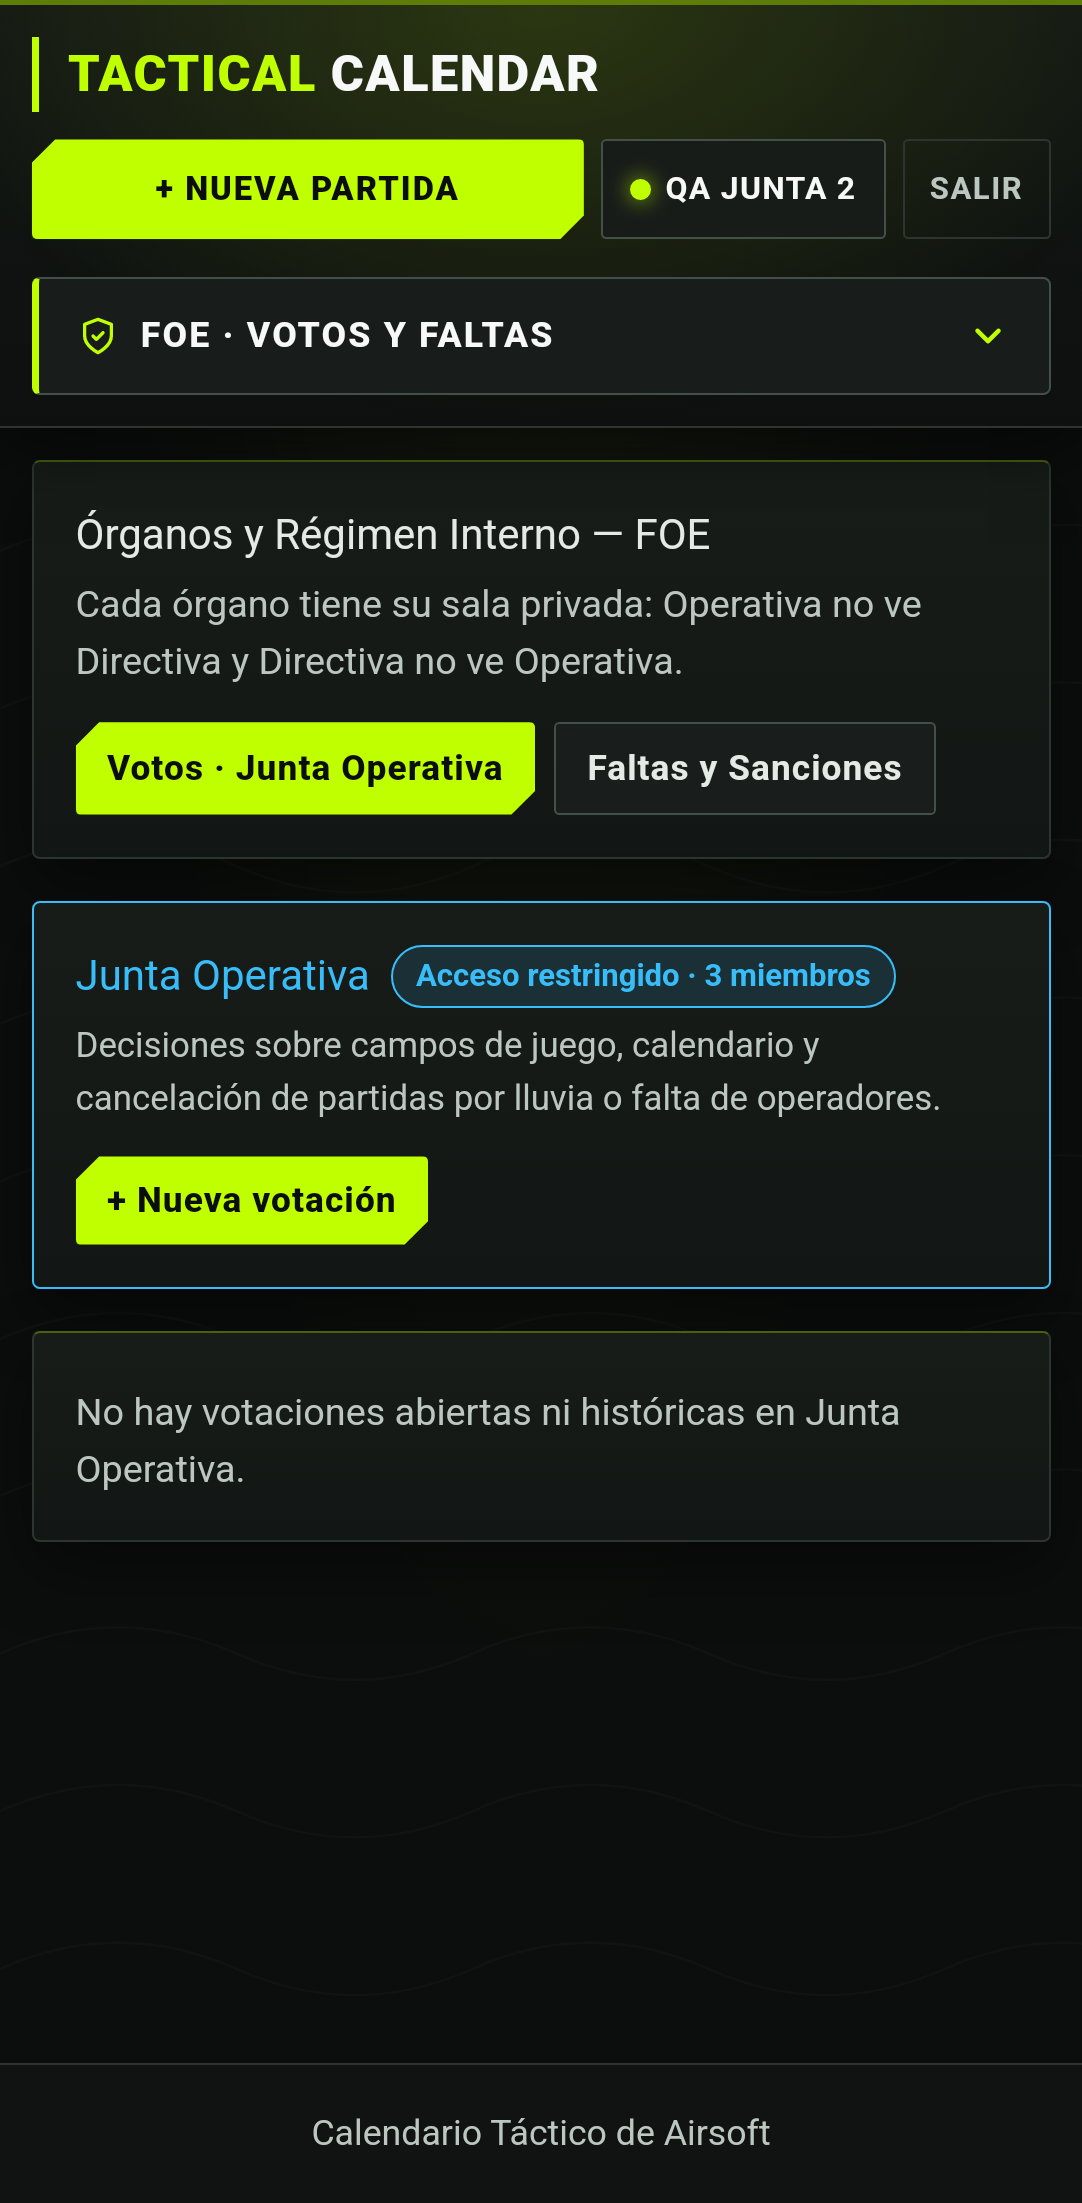 TACTICAL CALENDAR
+ NUEVA PARTIDA
QA JUNTA 2
SALIR
FOE · VOTOS Y FALTAS
Órganos y Régimen Interno — FOE
Cada órgano tiene su sala privada: Operativa no ve
Directiva y Directiva no ve Operativa.
Votos · Junta Operativa
Faltas y Sanciones
Junta Operativa
Acceso restringido · 3 miembros
Decisiones sobre campos de juego, calendario y
cancelación de partidas por lluvia o falta de operadores.
+ Nueva votación
No hay votaciones abiertas ni históricas en Junta
Operativa.
Calendario Táctico de Airsoft